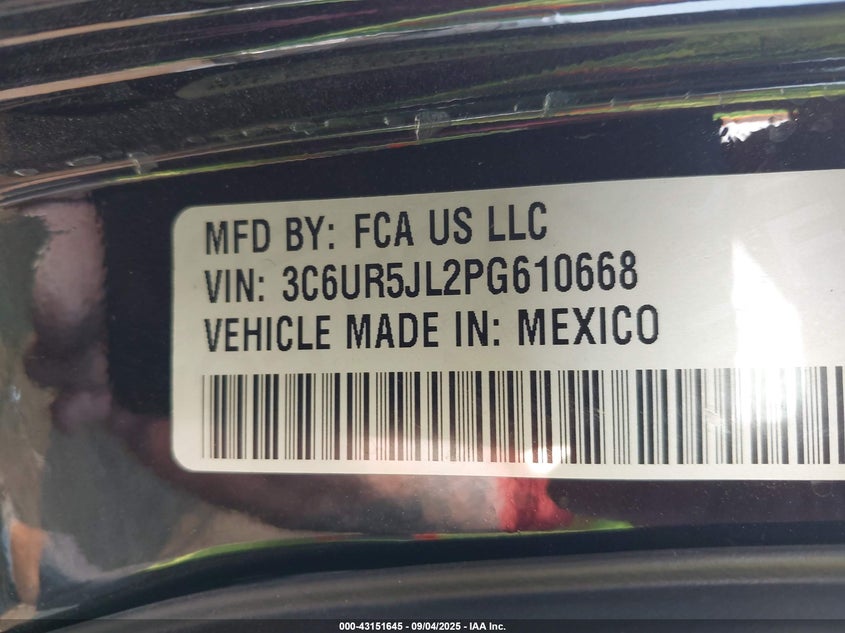 MFD BY: FCA US LLC
VIN: 3C6UR5JL2PG610668
VEHICLE MADE IN: MEXICO
000-43151645 - 09/04/2025 - IAA Inc.